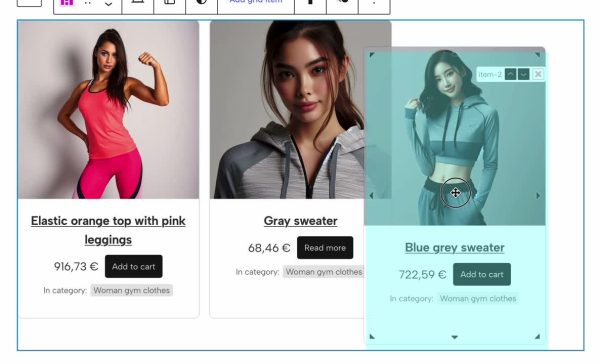 Add grid item
item-2
Elastic orange top with pink
leggings
916,73 € Add to cart
In category: Woman gym clothes
Gray sweater
68,46 € Read more
In category: Woman gym clothes
Blue grey sweater
722,59 € Add to cart
In category: Woman gym clothes